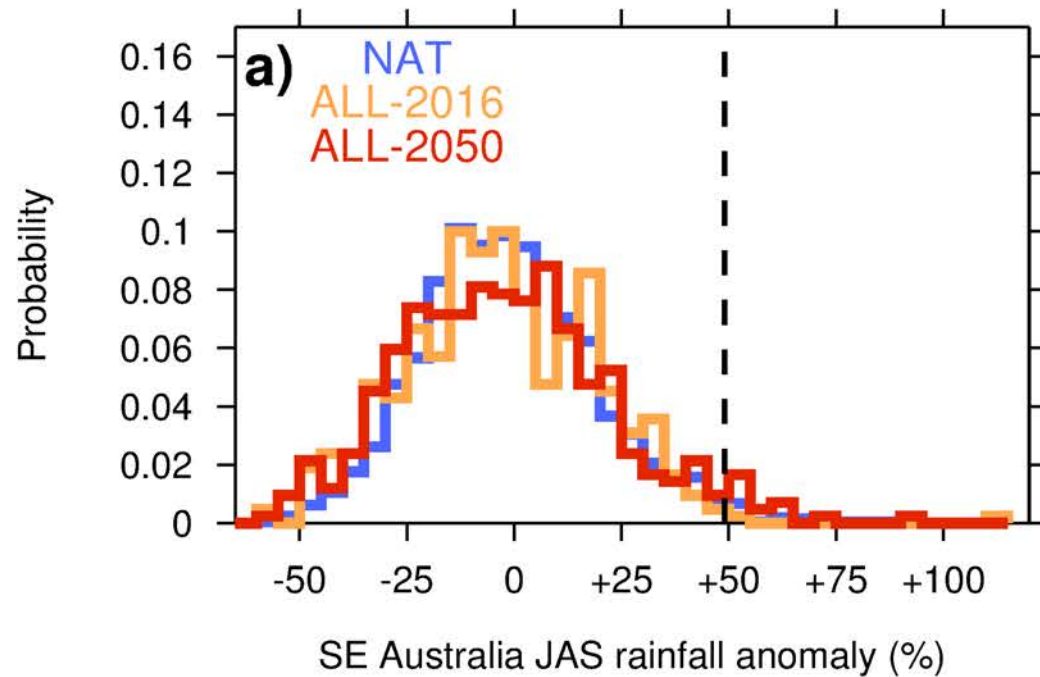 a)
NAT
ALL-2016
ALL-2050
Probability
0.16
0.14
0.12
0.1
0.08
0.06
0.04
0.02
0
-50 -25 0 +25 +50 +75 +100
SE Australia JAS rainfall anomaly (%)